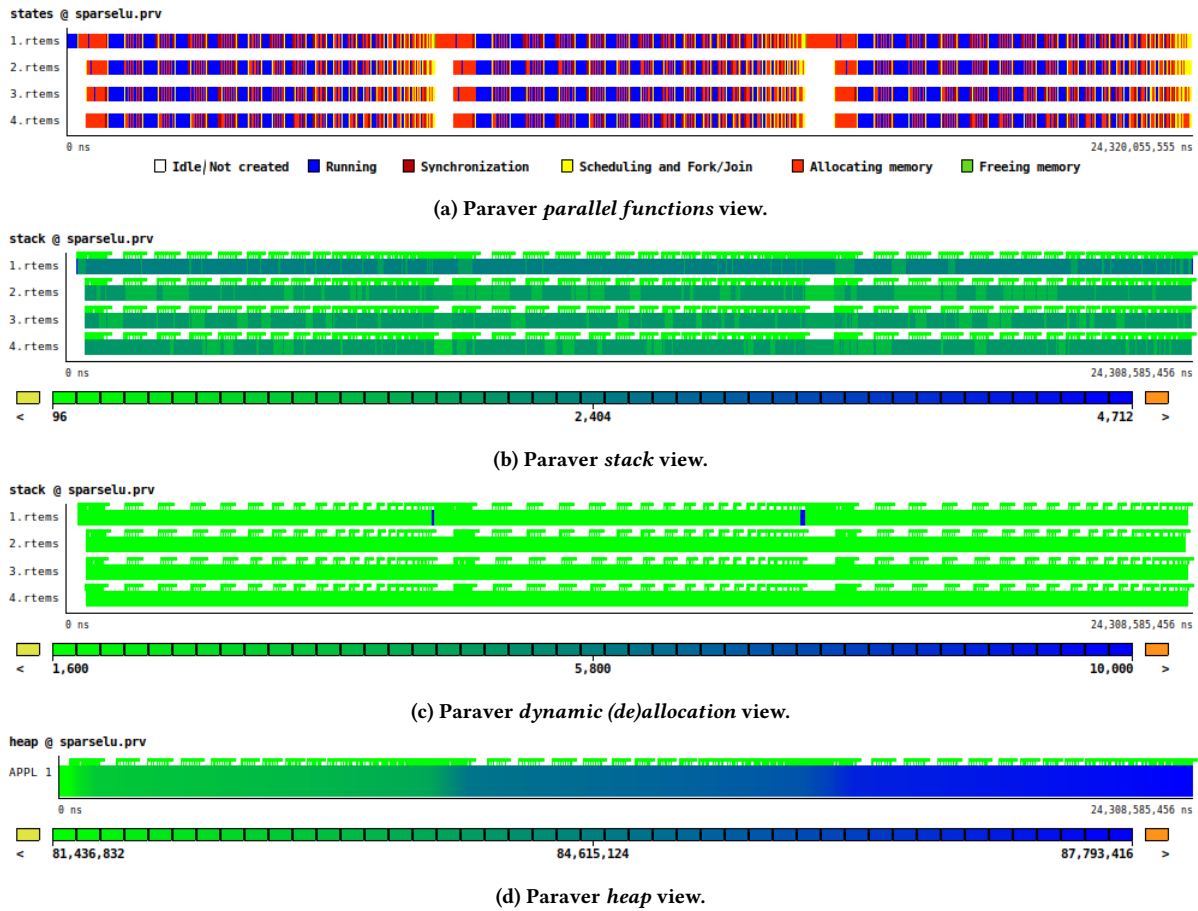 states @ sparselu.prv
1.rtems
2.rtems
3.rtems
4.rtems
0 ns 24,320,055,555 ns
Idle/Not created Running Synchronization Scheduling and Fork/Join Allocating memory Freeing memory
(a) Paraver parallel functions view.
stack @ sparselu.prv
1.rtems
2.rtems
3.rtems
4.rtems
0 ns 24,308,585,456 ns
< 96 2,404 4,712 >
(b) Paraver stack view.
stack @ sparselu.prv
1.rtems
2.rtems
3.rtems
4.rtems
0 ns 24,308,585,456 ns
< 1,600 5,800 10,000 >
(c) Paraver dynamic (de)allocation view.
heap @ sparselu.prv
APPL 1
0 ns 24,308,585,456 ns
< 81,436,832 84,615,124 87,793,416 >
(d) Paraver heap view.